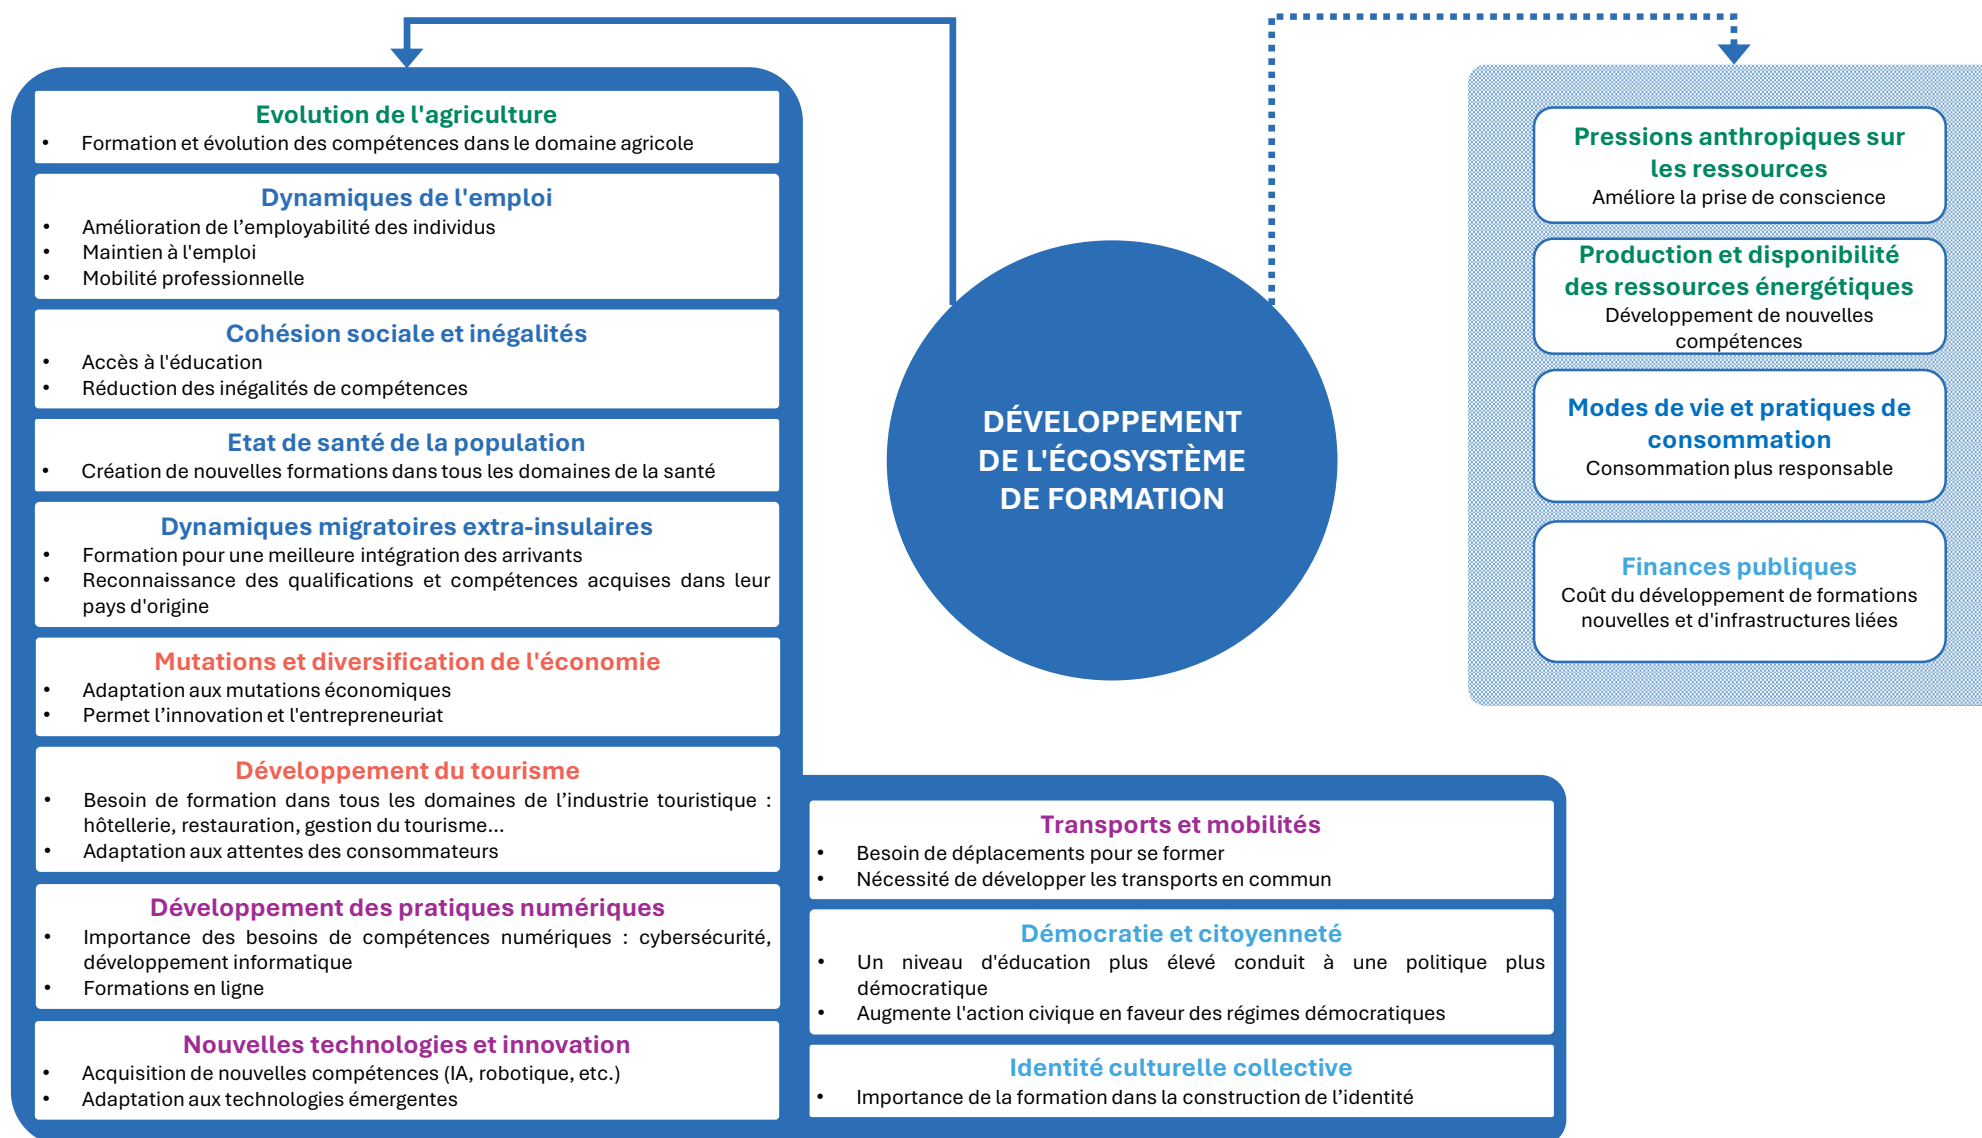 Evolution de l'agriculture
• Formation et évolution des compétences dans le domaine agricole
Dynamiques de l'emploi
• Amélioration de l’employabilité des individus
• Maintien à l'emploi
• Mobilité professionnelle
Cohésion sociale et inégalités
• Accès à l'éducation
• Réduction des inégalités de compétences
Etat de santé de la population
• Création de nouvelles formations dans tous les domaines de la santé
Dynamiques migratoires extra-insulaires
• Formation pour une meilleure intégration des arrivants
• Reconnaissance des qualifications et compétences acquises dans leur
pays d'origine
Mutations et diversification de l'économie
• Adaptation aux mutations économiques
• Permet l’innovation et l'entrepreneuriat
Développement du tourisme
• Besoin de formation dans tous les domaines de l’industrie touristique :
hôtellerie, restauration, gestion du tourisme...
• Adaptation aux attentes des consommateurs
Développement des pratiques numériques
• Importance des besoins de compétences numériques : cybersécurité,
développement informatique
• Formations en ligne
Nouvelles technologies et innovation
• Acquisition de nouvelles compétences (IA, robotique, etc.)
• Adaptation aux technologies émergentes
Transports et mobilités
• Besoin de déplacements pour se former
• Nécessité de développer les transports en commun
Démocratie et citoyenneté
• Un niveau d'éducation plus élevé conduit à une politique plus
démocratique
• Augmente l'action civique en faveur des régimes démocratiques
Identité culturelle collective
• Importance de la formation dans la construction de l’identité
DÉVELOPPEMENT
DE L'ÉCOSYSTÈME
DE FORMATION
Pressions anthropiques sur
les ressources
Améliore la prise de conscience
Production et disponibilité
des ressources énergétiques
Développement de nouvelles
compétences
Modes de vie et pratiques de
consommation
Consommation plus responsable
Finances publiques
Coût du développement de formations
nouvelles et d'infrastructures liées